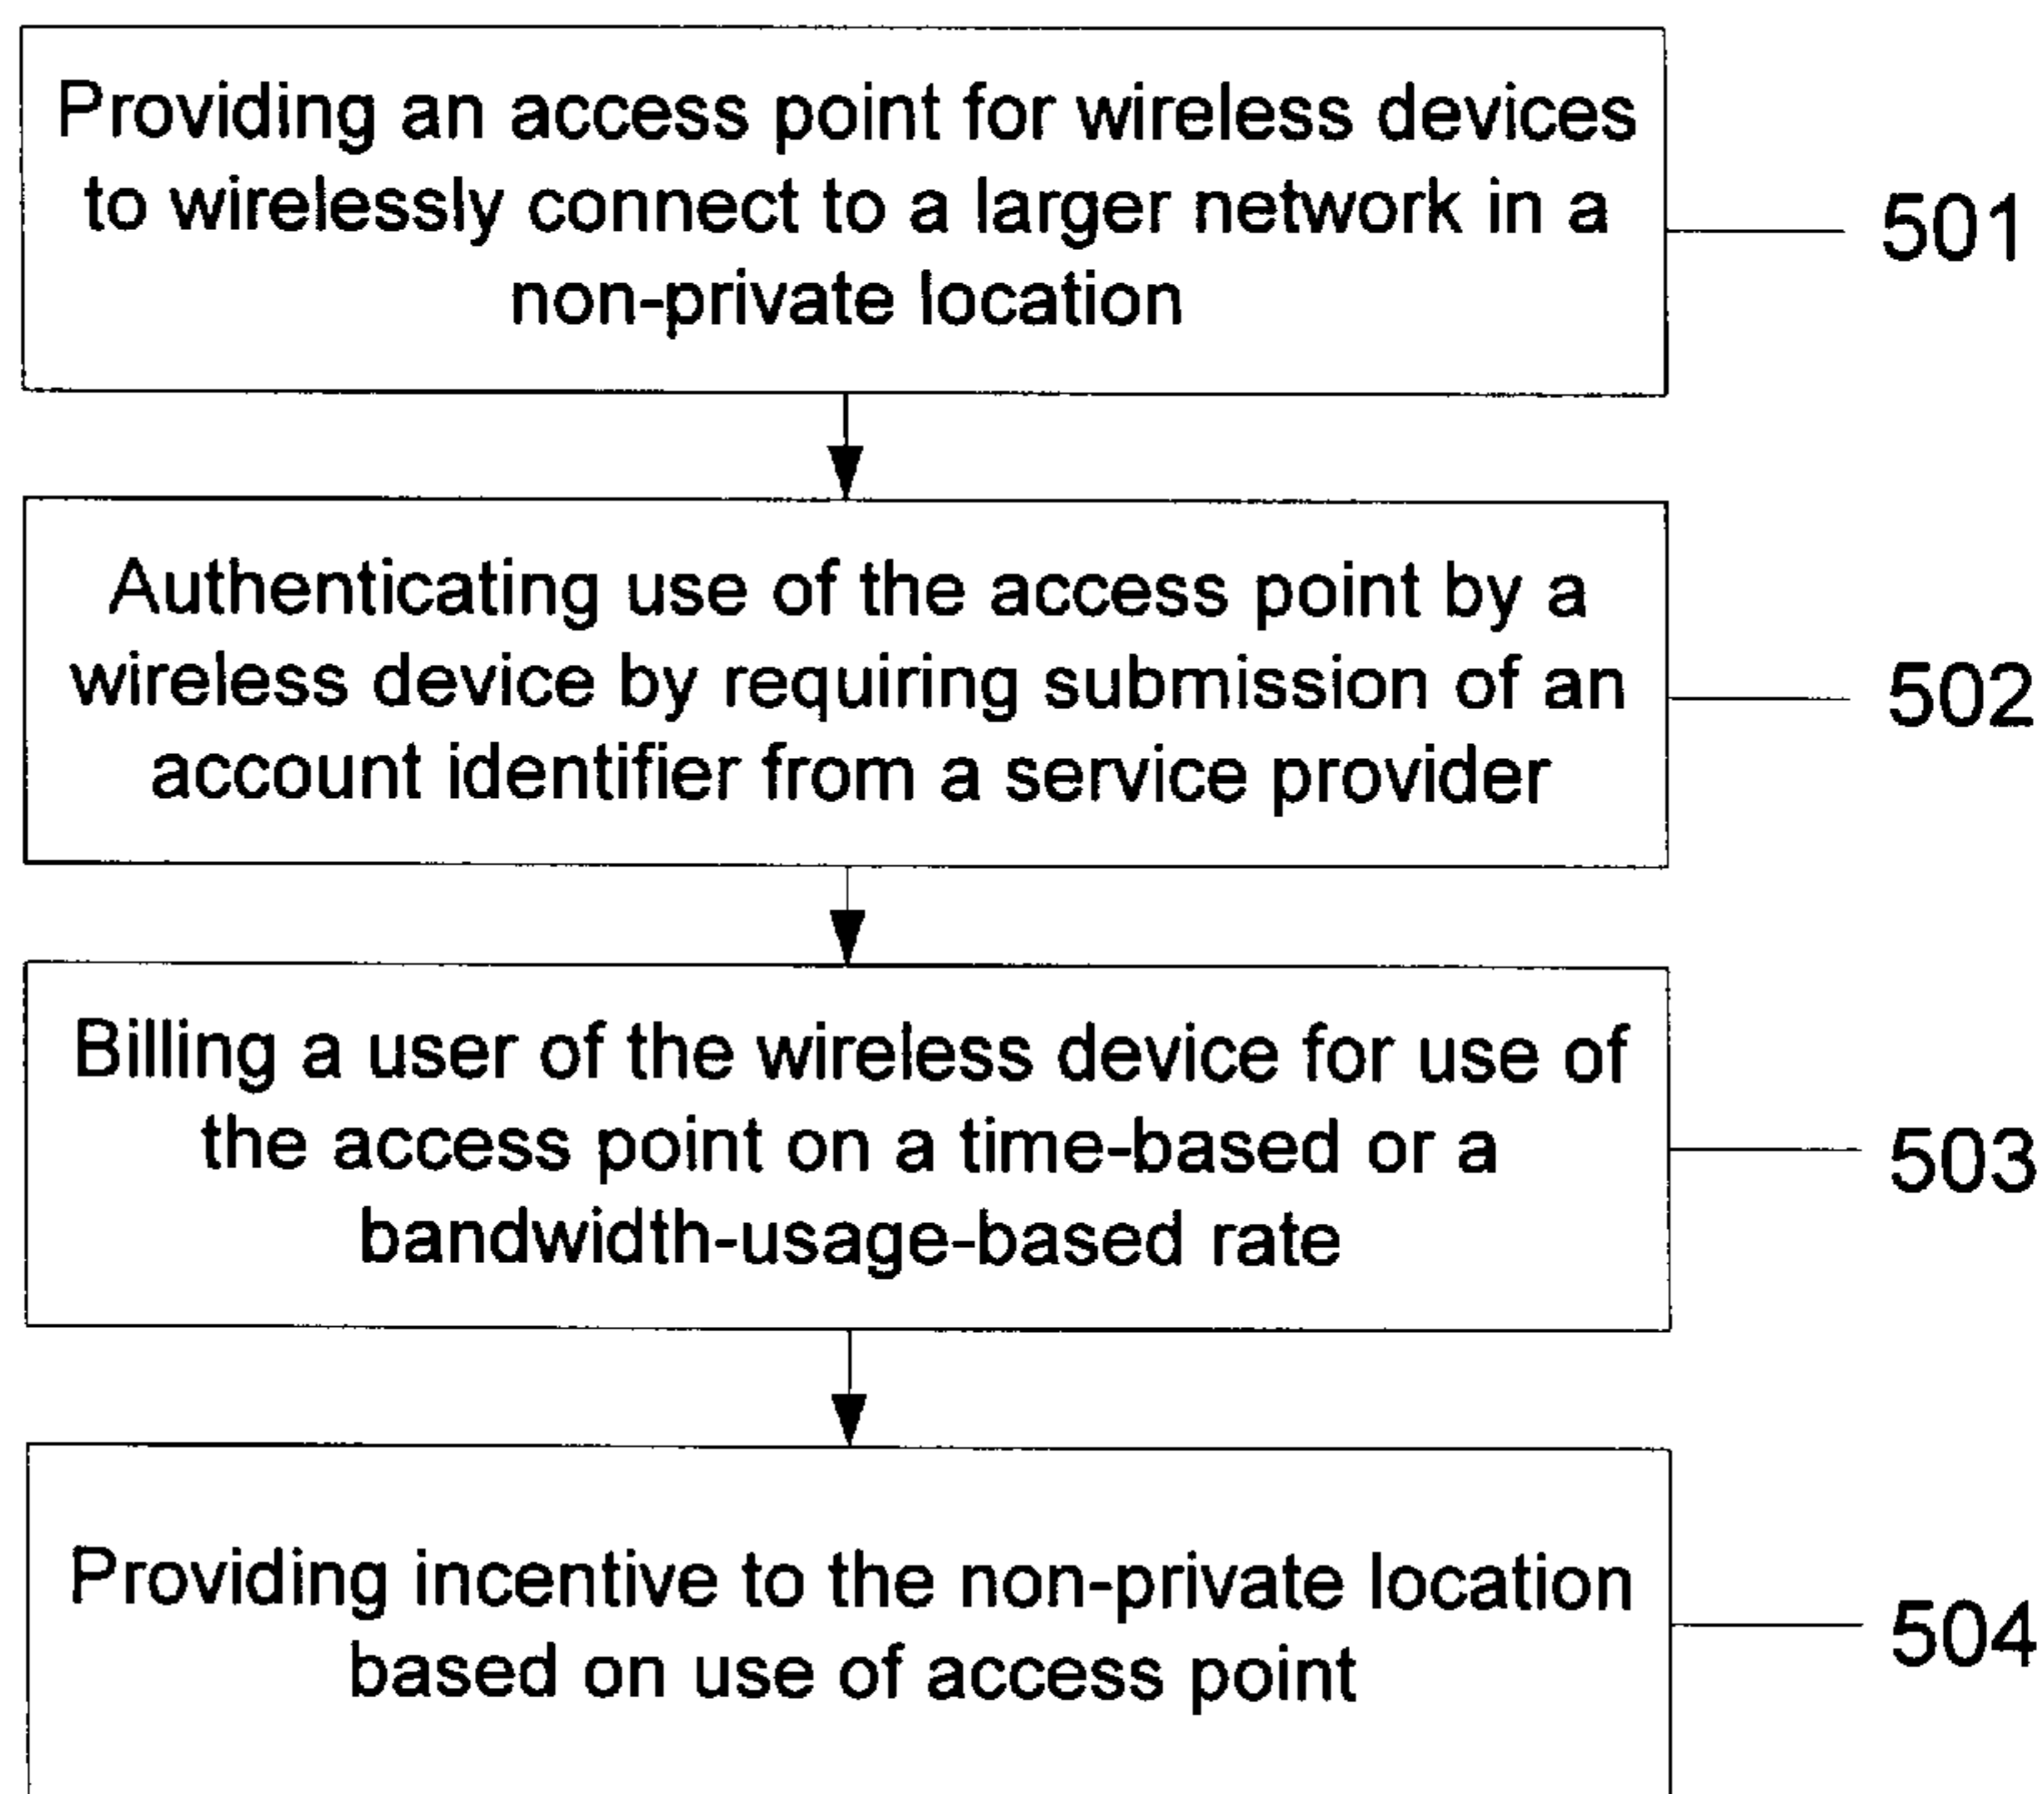 Providing an access point for wireless devices
to wirelessly connect to a larger network in a
non-private location
501
Authenticating use of the access point by a
wireless device by requiring submission of an
account identifier from a service provider
502
Billing a user of the wireless device for use of
the access point on a time-based or a
bandwidth-usage-based rate
503
Providing incentive to the non-private location
based on use of access point
504